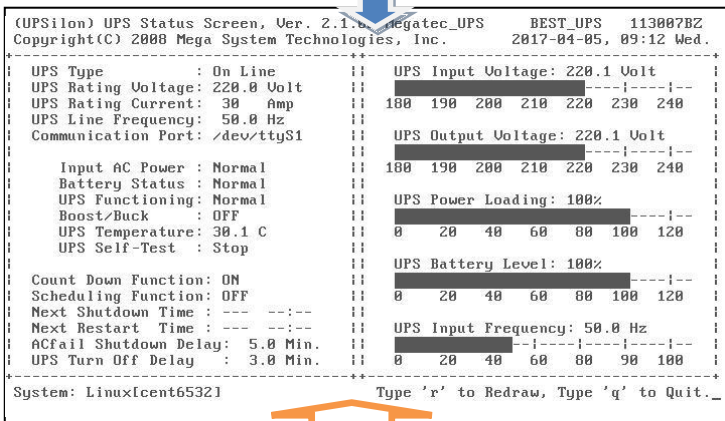 (UPSilon) UPS Status Screen, Ver. 2.1. Megatec_UPS BEST_UPS 113007BZ
Copyright(C) 2008 Mega System Technologies, Inc. 2017-04-05, 09:12 Wed.
UPS Type : On Line
UPS Rating Voltage: 220.0 Volt
UPS Rating Current: 30 Amp
UPS Line Frequency: 50.0 Hz
Communication Port: /dev/ttyS1
Input AC Power : Normal
Battery Status : Normal
UPS Functioning: Normal
Boost/Buck : OFF
UPS Temperature: 30.1 C
UPS Self-Test : Stop
Count Down Function: ON
Scheduling Function: OFF
Next Shutdown Time : --- --:--
Next Restart Time : --- --:--
ACfail Shutdown Delay: 5.0 Min.
UPS Turn Off Delay : 3.0 Min.
UPS Input Voltage: 220.1 Volt
180 190 200 210 220 230 240
UPS Output Voltage: 220.1 Volt
180 190 200 210 220 230 240
UPS Power Loading: 100%
0 20 40 60 80 100 120
UPS Battery Level: 100%
0 20 40 60 80 100 120
UPS Input Frequency: 50.0 Hz
0 20 40 60 80 90 100
System: Linux[cent6532] Type 'r' to Redraw, Type 'q' to Quit._